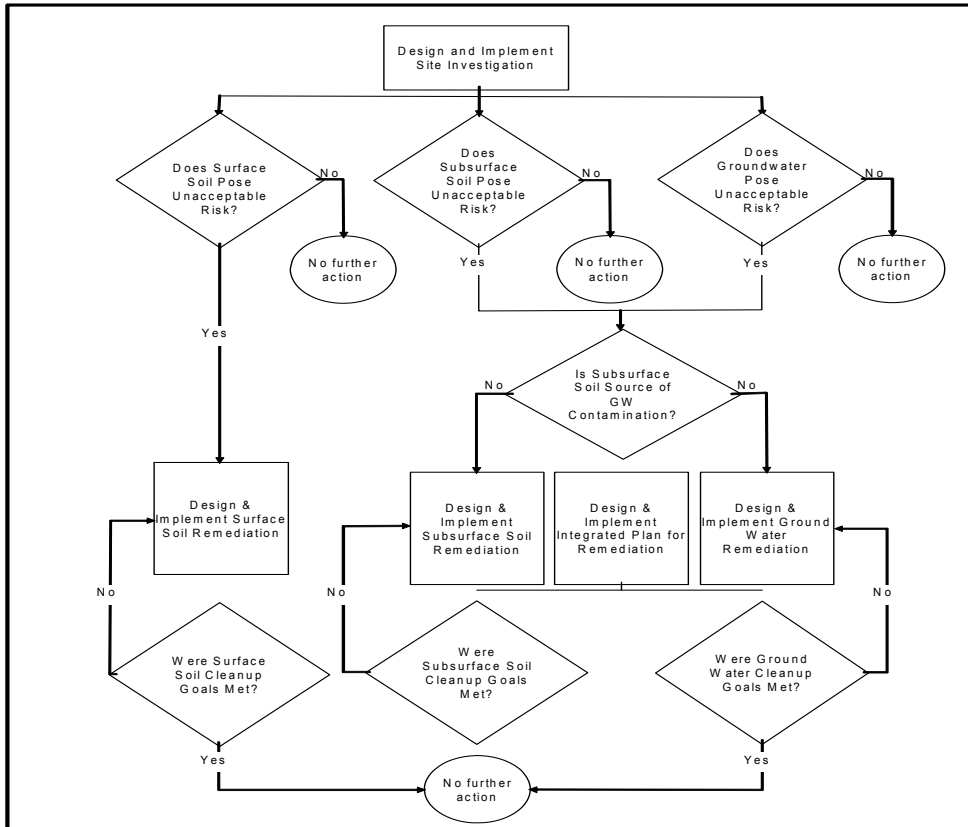 Design and Implement
Site Investigation
Does Surface
Soil Pose
Unacceptable
Risk?
No
No further
action
Yes
Does
Subsurface
Soil Pose
Unacceptable
Risk?
No
No further
action
Yes
Does
Groundwater
Pose
Unacceptable
Risk?
No
No further
action
Yes
Is Subsurface
Soil Source of
GW
Contamination?
No
No
Design &
Implement Surface
Soil Remediation
Design &
Implement
Subsurface Soil
Remediation
Design &
Implement
Integrated Plan for
Remediation
Design &
Implement Ground
Water
Remediation
No
No
No
Were Surface
Soil Cleanup
Goals Met?
Were
Subsurface Soil
Cleanup Goals
Met?
Were Ground
Water Cleanup
Goals Met?
Yes
Yes
No further
action